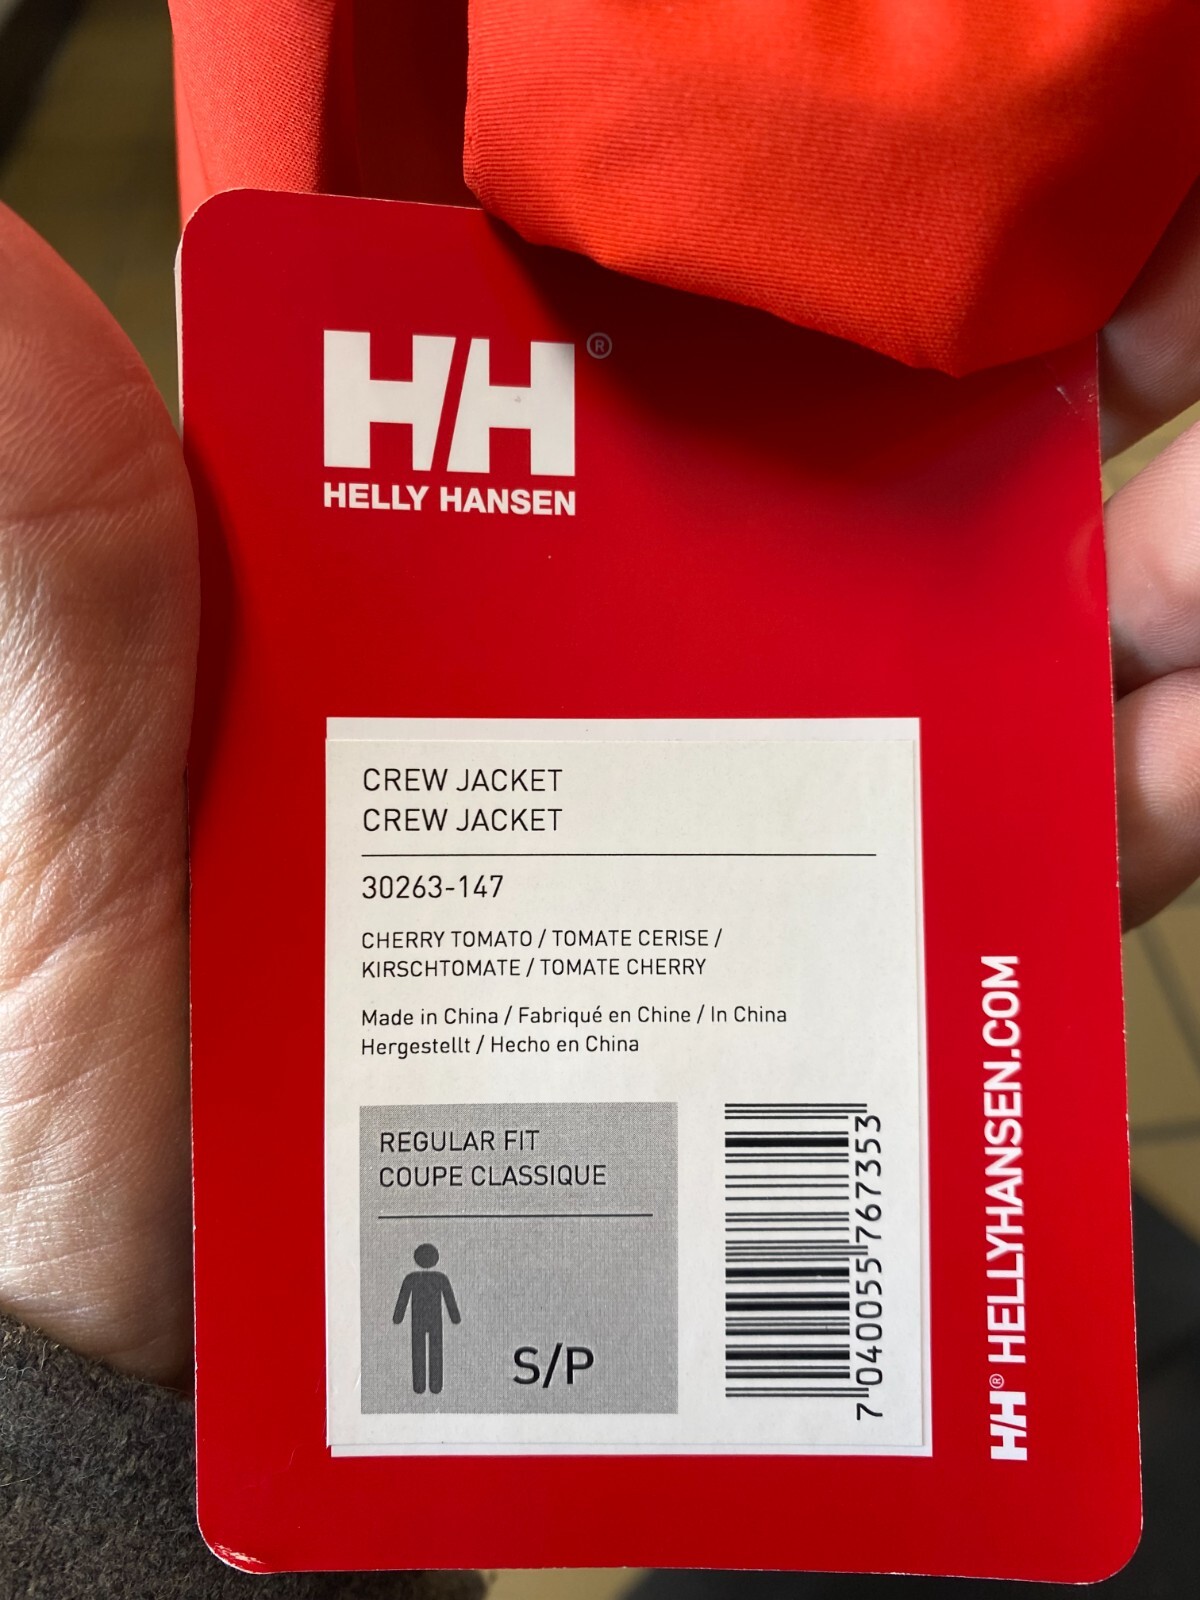 HH®
HELLY HANSEN
CREW JACKET
CREW JACKET
30263-147
CHERRY TOMATO / TOMATE CERISE /
KIRSCHTOMATE / TOMATE CHERRY
Made in China / Fabriqué en Chine / In China
Hergestellt / Hecho en China
REGULAR FIT
COUPE CLASSIQUE
S/P
7 040055 767353
HH® HELLYHANSEN.COM